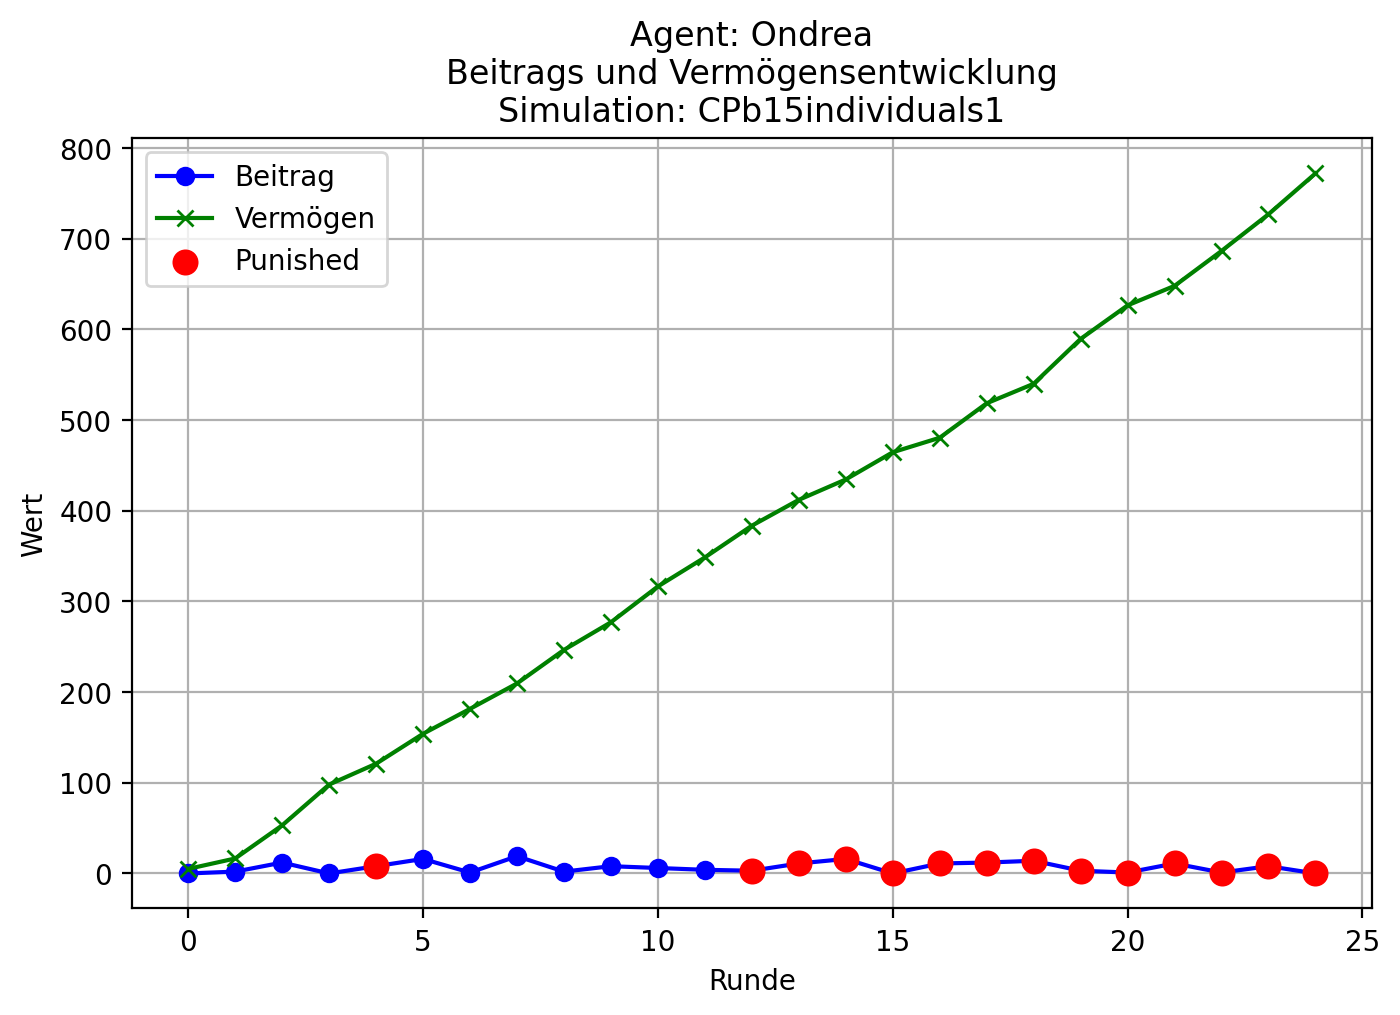 Agent: Ondrea
Beitrags und Vermögensentwicklung
Simulation: CPb15individuals1
Beitrag
Vermögen
Punished
800
700
600
500
400
300
200
100
0
Wert
0 5 10 15 20 25
Runde